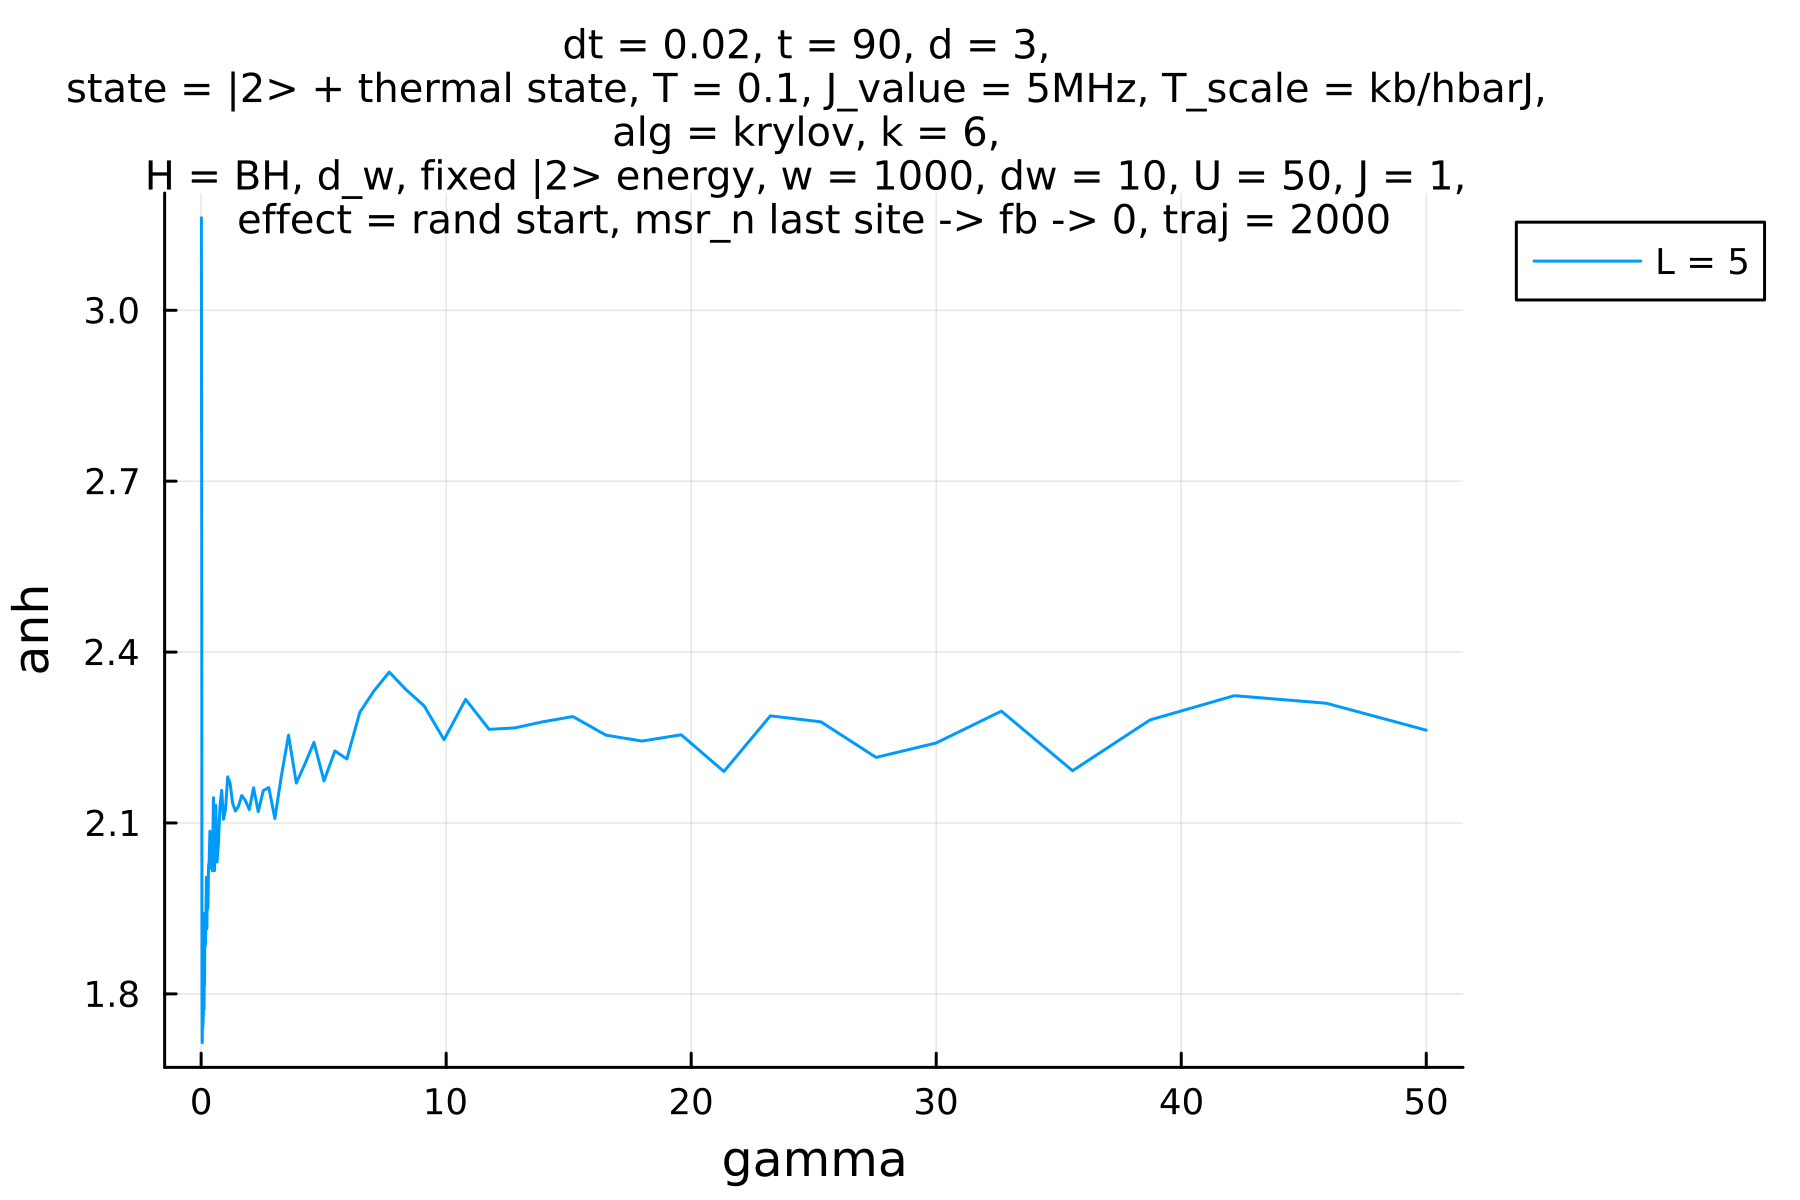 dt = 0.02, t = 90, d = 3,
state = |2> + thermal state, T = 0.1, J_value = 5MHz, T_scale = kb/hbarJ,
alg = krylov, k = 6,
H = BH, d_w, fixed |2> energy, w = 1000, dw = 10, U = 50, J = 1,
effect = rand start, msr_n last site -> fb -> 0, traj = 2000
L = 5
3.0
2.7
2.4
2.1
1.8
anh
0 10 20 30 40 50
gamma